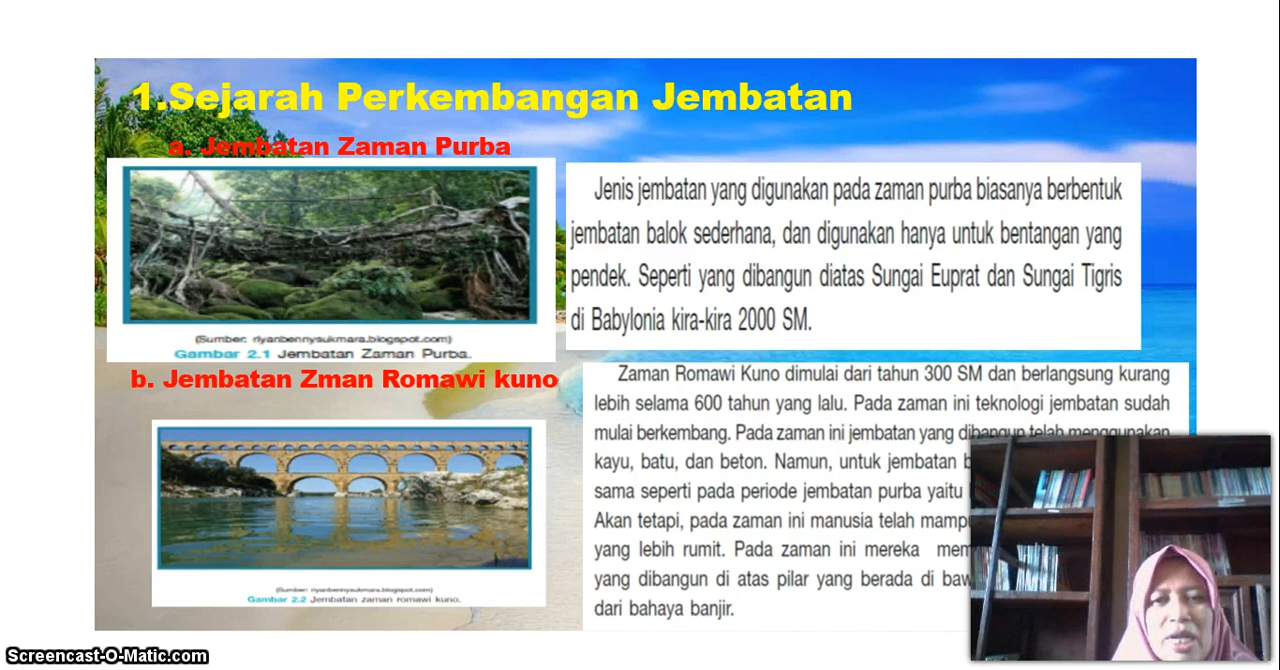 1.Sejarah Perkembangan Jembatan
a. Jembatan Zaman Purba
(Sumber: riyanbennysukmara.blogspot.com)
Gambar 2.1 Jembatan Zaman Purba.
Jenis jembatan yang digunakan pada zaman purba biasanya berbentuk
jembatan balok sederhana, dan digunakan hanya untuk bentangan yang
pendek. Seperti yang dibangun diatas Sungai Euprat dan Sungai Tigris
di Babylonia kira-kira 2000 SM.
b. Jembatan Zman Romawi kuno
(Sumber: riyanbennysukmara.blogspot.com)
Gambar 2.2 Jembatan zaman romawi kuno.
Zaman Romawi Kuno dimulai dari tahun 300 SM dan berlangsung kurang
lebih selama 600 tahun yang lalu. Pada zaman ini teknologi jembatan sudah
mulai berkembang. Pada zaman ini jembatan yang dibangun telah menggunakan
kayu, batu, dan beton. Namun, untuk jembatan
sama seperti pada periode jembatan purba yaitu
Akan tetapi, pada zaman ini manusia telah
yang lebih rumit. Pada zaman ini mereka
yang dibangun di atas pilar yang berada di
dari bahaya banjir.
Screencast-O-Matic.com